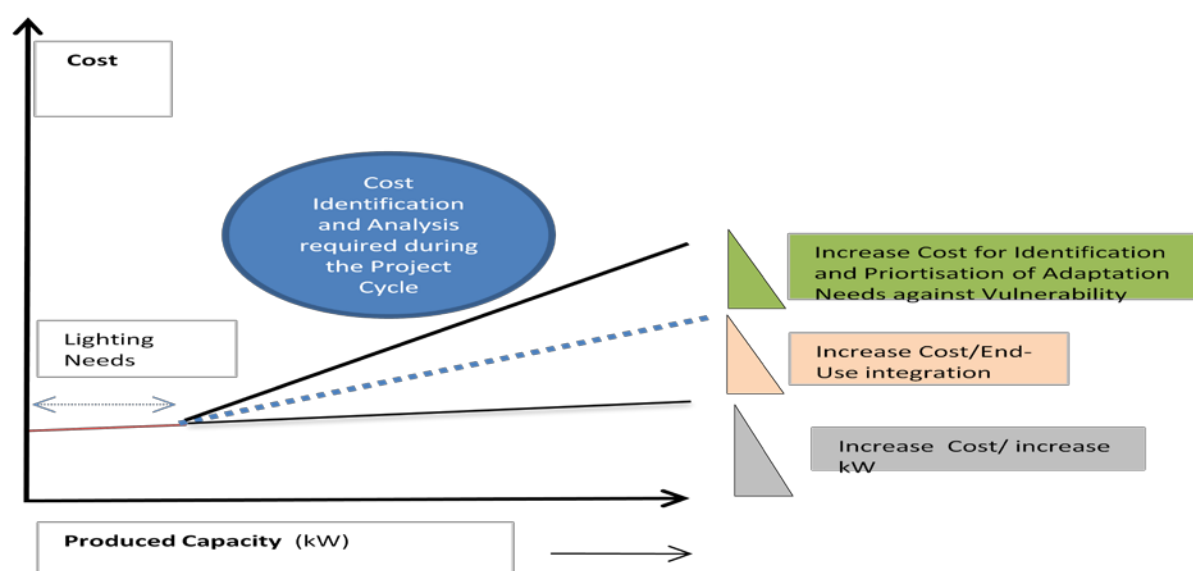 Cost
Cost
Identification
and Analysis
required during
the Project
Cycle
Increase Cost for Identification
and Priortisation of Adaptation
Needs against Vulnerability
Lighting
Needs
Increase Cost/End-
Use integration
Increase Cost/ increase
kW
Produced Capacity (kW)